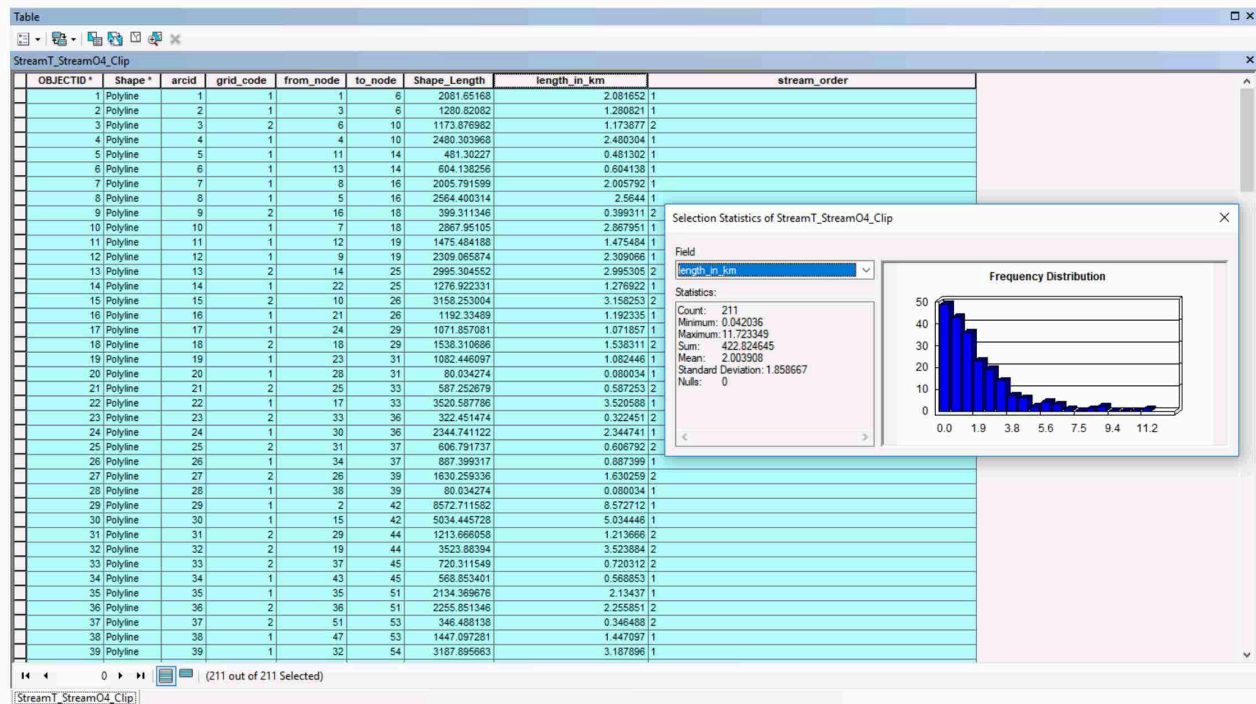 Table
StreamT_StreamO4_Clip
OBJECTID * Shape * arcid grid_code from_node to_node Shape_Length length_in_km stream_order
1 Polyline 1 1 1 6 2081.65168 2.081652 1
2 Polyline 2 1 3 6 1280.82082 1.280821 1
3 Polyline 3 2 6 10 1173.876982 1.173877 2
4 Polyline 4 1 4 10 2480.303968 2.480304 1
5 Polyline 5 1 11 14 481.30227 0.481302 1
6 Polyline 6 1 13 14 604.138256 0.604138 1
7 Polyline 7 1 8 16 2005.791599 2.005792 1
8 Polyline 8 1 5 16 2564.400314 2.5644 1
9 Polyline 9 2 16 18 399.311346 0.399311 2
10 Polyline 10 1 7 18 2867.95105 2.867951 1
11 Polyline 11 1 12 19 1475.484188 1.475484 1
12 Polyline 12 1 9 19 2309.065874 2.309066 1
13 Polyline 13 2 14 25 2995.304552 2.995305 2
14 Polyline 14 1 22 25 1276.922331 1.276922 1
15 Polyline 15 2 10 26 3158.253004 3.158253 2
16 Polyline 16 1 21 26 1192.33489 1.192335 1
17 Polyline 17 1 24 29 1071.857081 1.071857 1
18 Polyline 18 2 18 29 1538.310686 1.538311 2
19 Polyline 19 1 23 31 1082.446097 1.082446 1
20 Polyline 20 1 28 31 80.034274 0.080034 1
21 Polyline 21 2 25 33 587.252679 0.587253 2
22 Polyline 22 1 17 33 3520.587786 3.520588 1
23 Polyline 23 2 33 36 322.451474 0.322451 2
24 Polyline 24 1 30 36 2344.741122 2.344741 1
25 Polyline 25 2 31 37 606.791737 0.606792 2
26 Polyline 26 1 34 37 887.399317 0.887399 1
27 Polyline 27 2 26 39 1630.259336 1.630259 2
28 Polyline 28 1 38 39 80.034274 0.080034 1
29 Polyline 29 1 2 42 8572.711582 8.572712 1
30 Polyline 30 1 15 42 5034.445728 5.034446 1
31 Polyline 31 2 29 44 1213.666058 1.213666 2
32 Polyline 32 2 19 44 3523.88394 3.523884 2
33 Polyline 33 2 37 45 720.311549 0.720312 2
34 Polyline 34 1 43 45 568.853401 0.568853 1
35 Polyline 35 1 35 51 2134.369676 2.13437 1
36 Polyline 36 2 36 51 2255.851346 2.255851 2
37 Polyline 37 2 51 53 346.488138 0.346488 2
38 Polyline 38 1 47 53 1447.097281 1.447097 1
39 Polyline 39 1 32 54 3187.895663 3.187896 1
Selection Statistics of StreamT_StreamO4_Clip
Field
length_in_km
Statistics:
Count: 211
Minimum: 0.042036
Maximum: 11.723349
Sum: 422.824645
Mean: 2.003908
Standard Deviation: 1.858667
Nulls: 0
Frequency Distribution
50
40
30
20
10
0
0.0 1.9 3.8 5.6 7.5 9.4 11.2
0 (211 out of 211 Selected)
StreamT_StreamO4_Clip